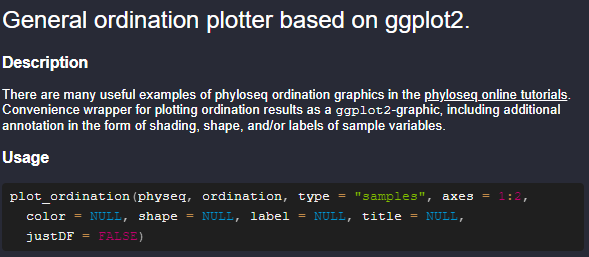 General ordination plotter based on ggplot2.
Description
There are many useful examples of phyloseq ordination graphics in the phyloseq online tutorials.
Convenience wrapper for plotting ordination results as a ggplot2-graphic, including additional
annotation in the form of shading, shape, and/or labels of sample variables.
Usage
plot_ordination(physeq, ordination, type = "samples", axes = 1:2,
  color = NULL, shape = NULL, label = NULL, title = NULL,
  justDF = FALSE)